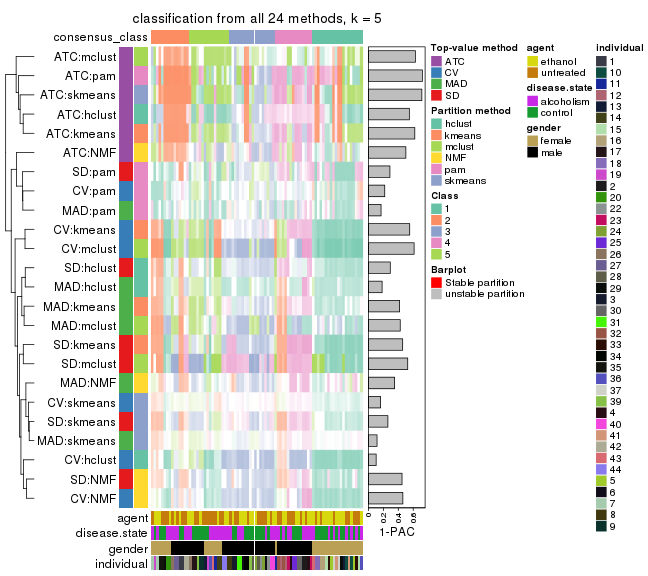 classification from all 24 methods, k = 5
consensus_class
ATC:mclust
ATC:pam
ATC:skmeans
ATC:hclust
ATC:kmeans
ATC:NMF
SD:pam
CV:pam
MAD:pam
CV:kmeans
CV:mclust
SD:hclust
MAD:hclust
MAD:kmeans
MAD:mclust
SD:kmeans
SD:mclust
MAD:NMF
CV:skmeans
SD:skmeans
MAD:skmeans
CV:hclust
SD:NMF
CV:NMF
agent
disease.state
gender
individual
0
0.2
0.4
0.6
0.8
1-PAC
Top-value method
ATC
CV
MAD
SD
Partition method
hclust
kmeans
mclust
NMF
pam
skmeans
Class
1
2
3
4
5
Barplot
Stable partition
unstable partition
agent
ethanol
untreated
disease.state
alcoholism
control
gender
female
male
individual
1
10
11
12
13
14
15
16
17
18
19
2
20
22
23
24
25
26
27
28
29
3
30
31
32
33
34
35
36
37
39
4
40
41
42
43
44
5
6
7
8
9